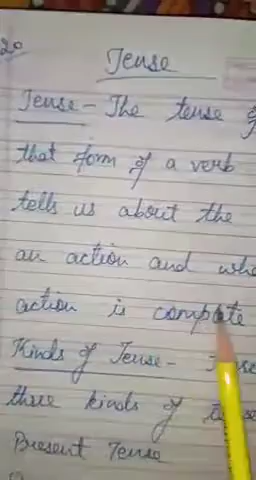 20
Tense
Tense - The tense
that form of a verb
tells us about the
an action and
action is complete
Kinds of Tense -
three kinds of
Present Tense